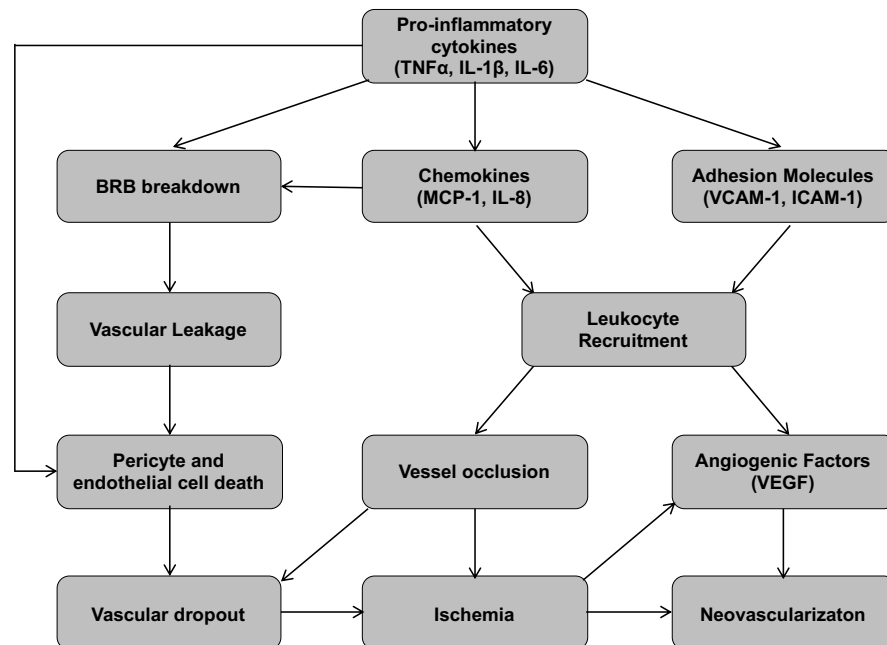 Pro-inflammatory
cytokines
(TNFα, IL-1β, IL-6)
BRB breakdown
Chemokines
(MCP-1, IL-8)
Adhesion Molecules
(VCAM-1, ICAM-1)
Vascular Leakage
Leukocyte
Recruitment
Pericyte and
endothelial cell death
Vessel occlusion
Angiogenic Factors
(VEGF)
Vascular dropout
Ischemia
Neovascularizaton